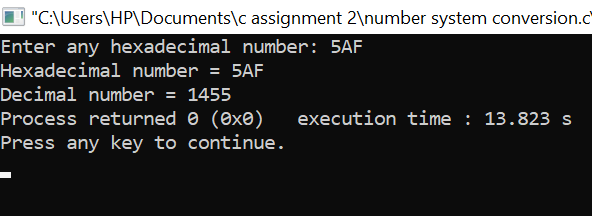 "C:\Users\HP\Documents\c assignment 2\number system conversion.c\
Enter any hexadecimal number: 5AF
Hexadecimal number = 5AF
Decimal number = 1455
Process returned 0 (0x0)   execution time : 13.823 s
Press any key to continue.